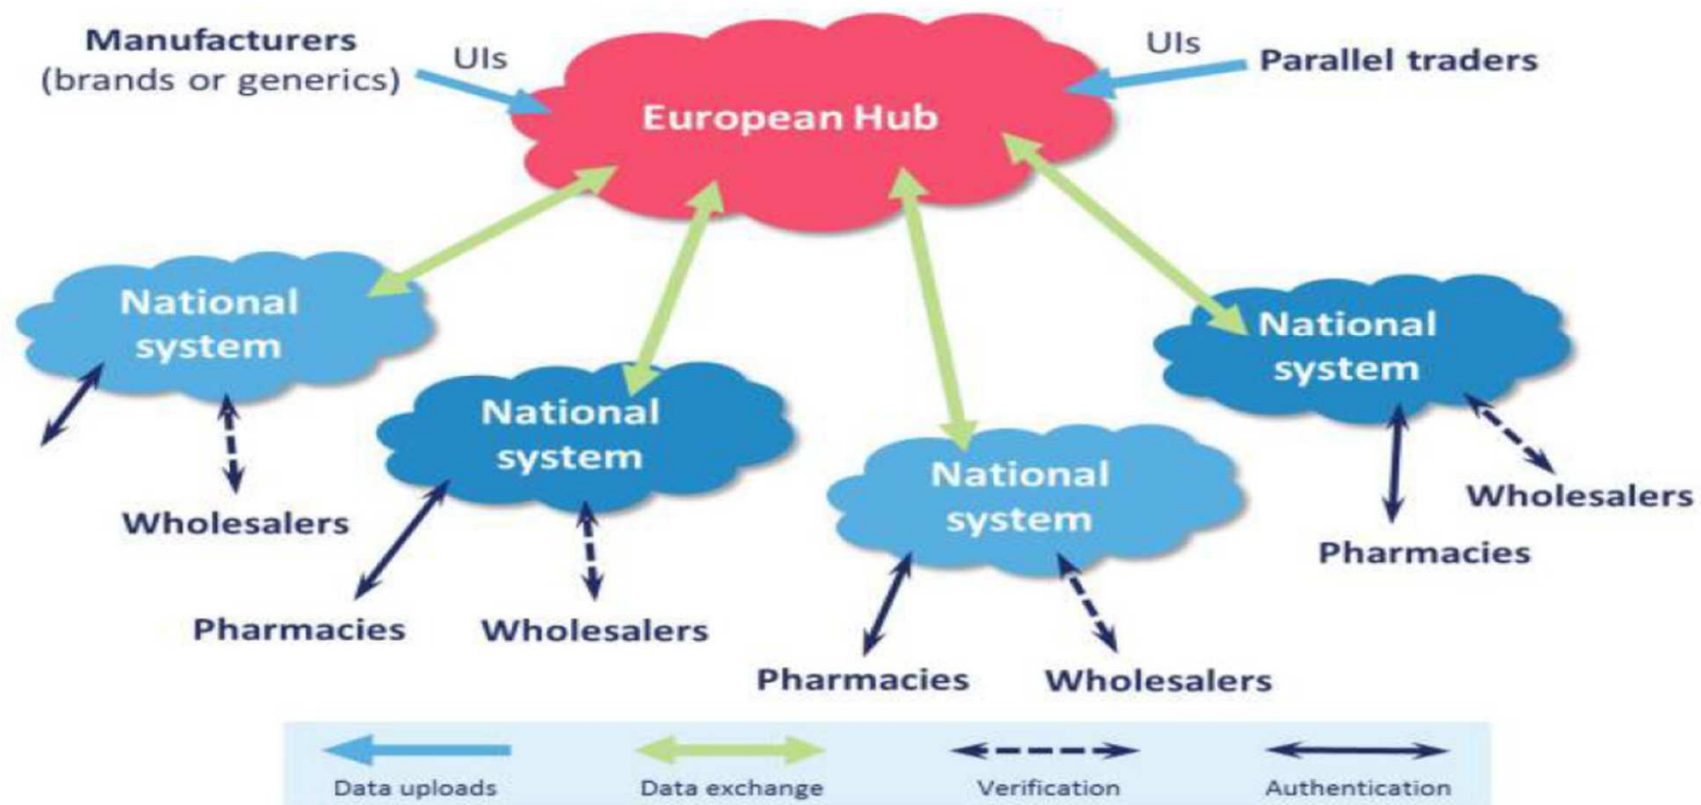 Manufacturers
(brands or generics)
UIs
European Hub
UIs
Parallel traders
National
system
Wholesalers
National
system
Pharmacies
Wholesalers
National
system
Pharmacies
Wholesalers
National
system
Pharmacies
Wholesalers
Data uploads
Data exchange
Verification
Authentication